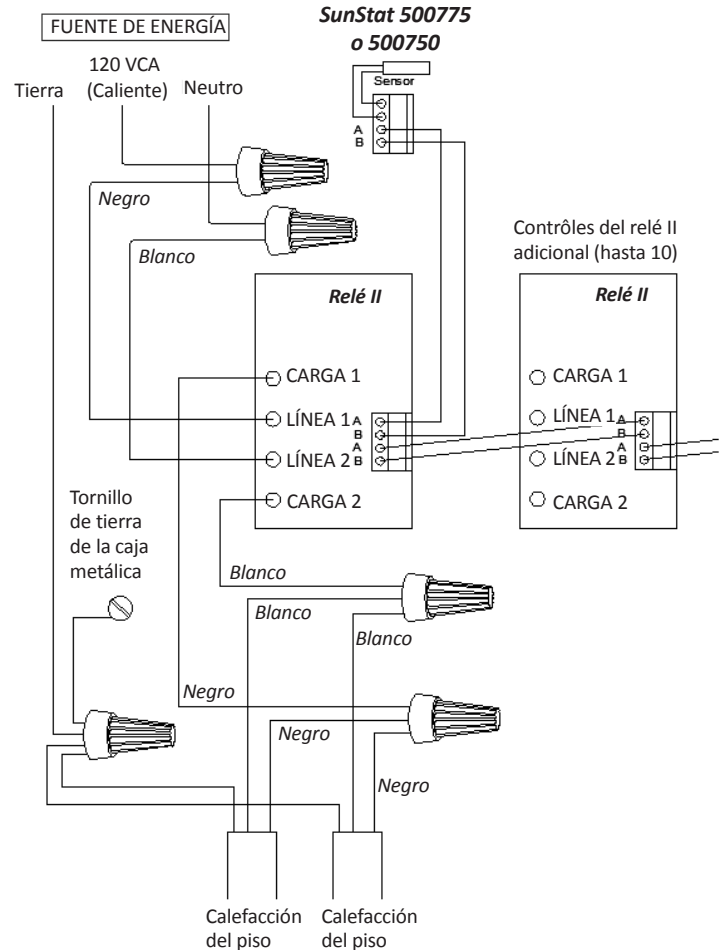 FUENTE DE ENERGÍA
SunStat 500775
o 500750
120 VCA
(Caliente)
Tierra
Neutro
Sensor
A
B
Negro
Blanco
Contrôles del relé II
adicional (hasta 10)
Relé II
CARGA 1
LÍNEA 1
LÍNEA 2
CARGA 2
A
B
A
B
Relé II
CARGA 1
LÍNEA 1
LÍNEA 2
CARGA 2
A
B
A
B
Tornillo
de tierra
de la caja
metálica
Blanco
Blanco
Blanco
Negro
Negro
Negro
Calefacción
del piso
Calefacción
del piso